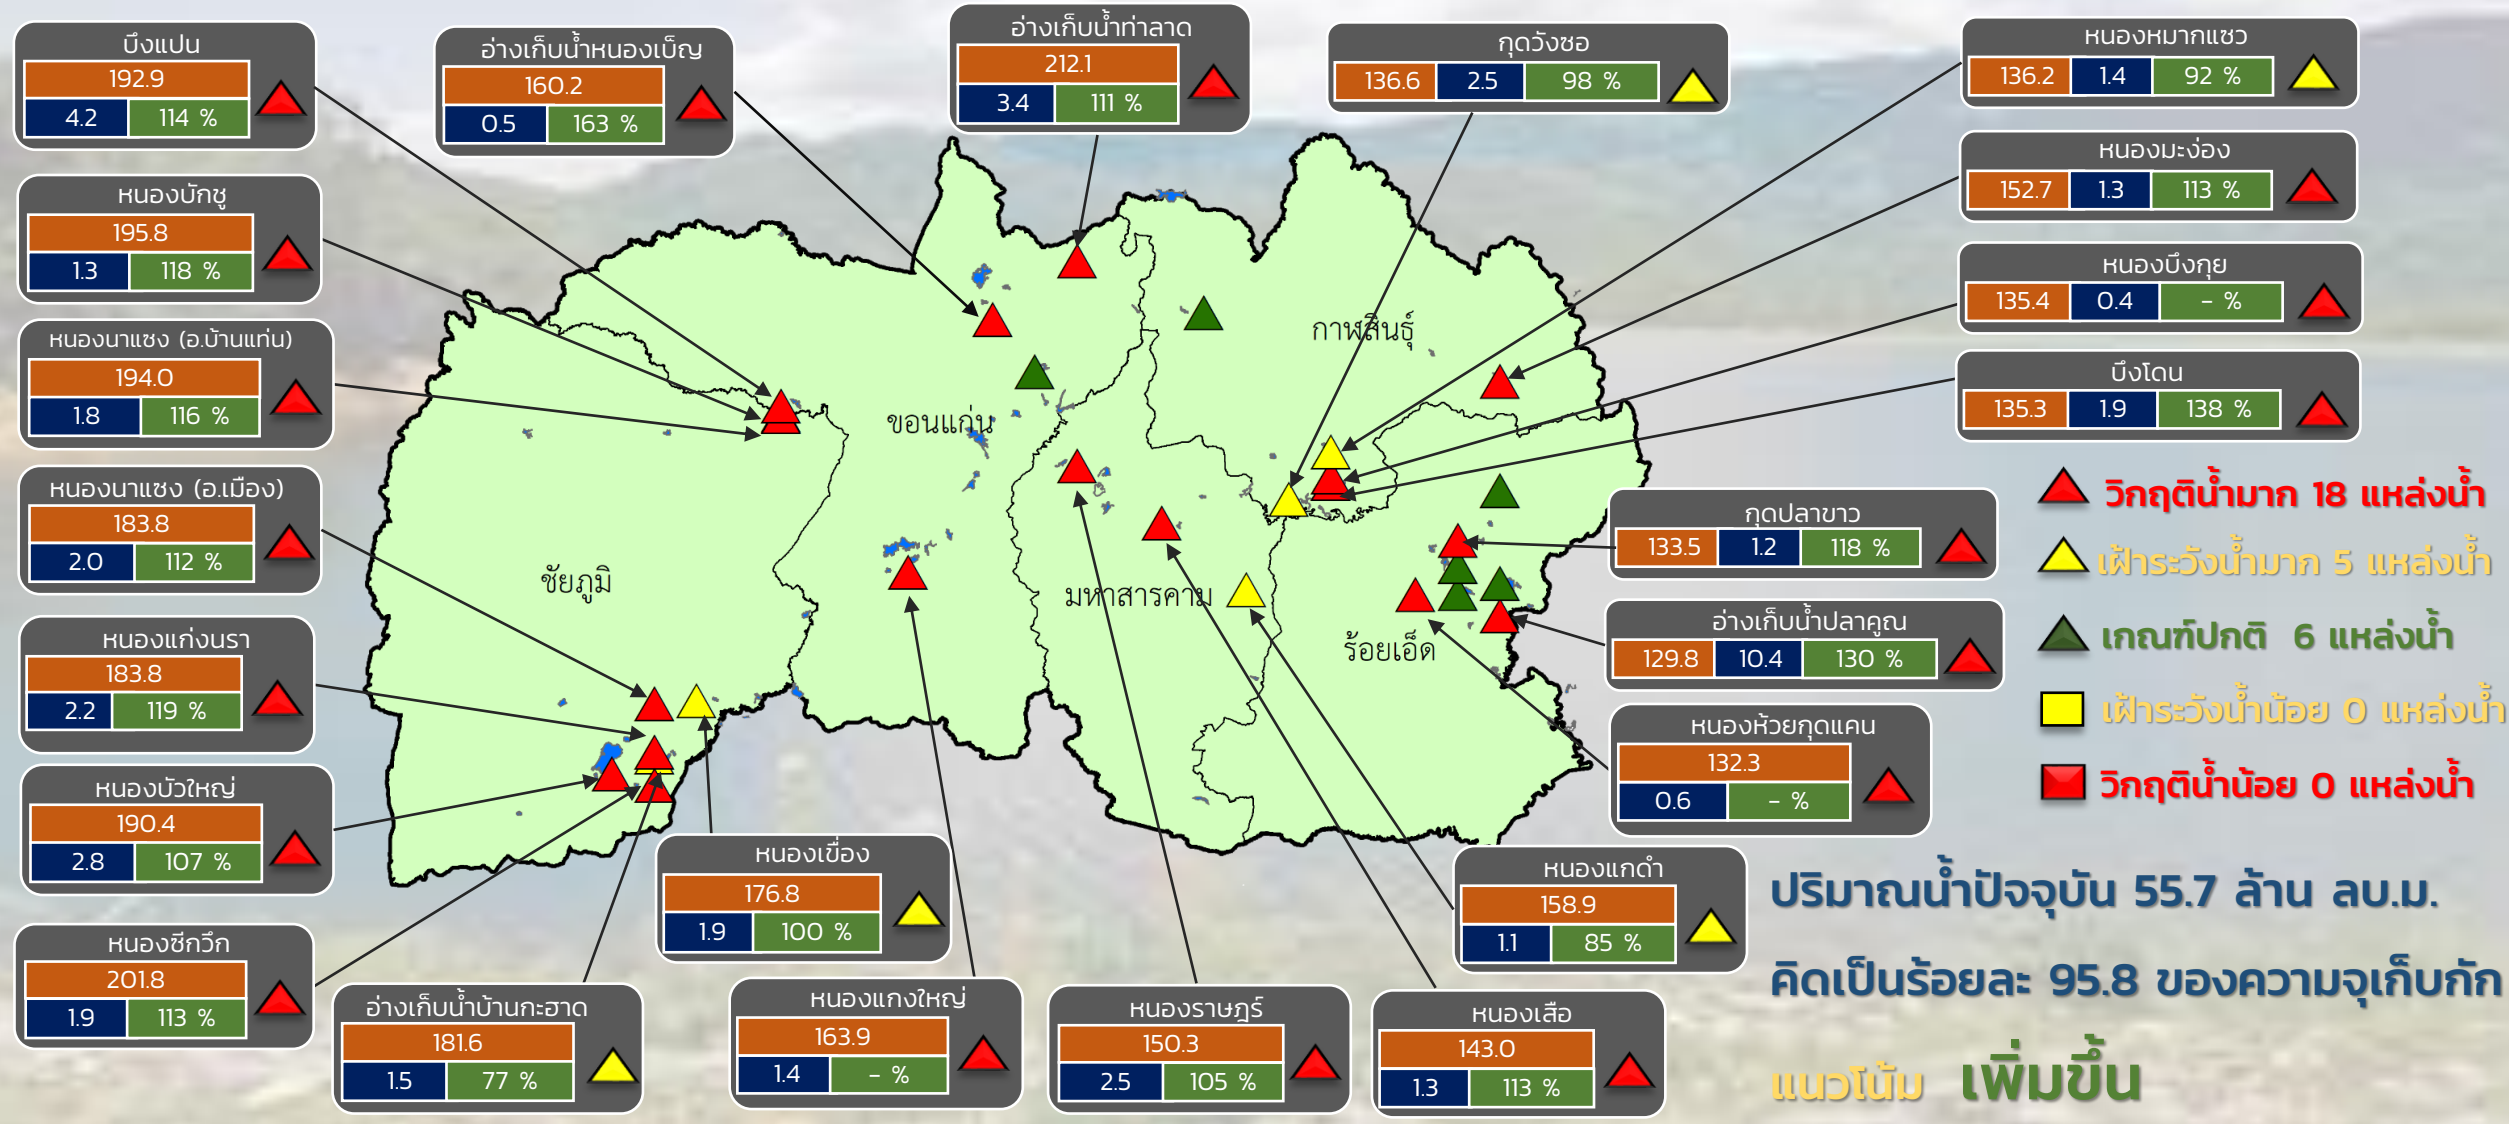 บึงแปน
192.9
4.2 114 %
อ่างเก็บน้ำหนองเบ็ญ
160.2
0.5 163 %
อ่างเก็บน้ำท่าลาด
212.1
3.4 111 %
กุดวังซอ
136.6 2.5 98 %
หนองหมากแซว
136.2 1.4 92 %
หนองบักชู
195.8
1.3 118 %
หนองมะง่อง
152.7 1.3 113 %
หนองบึงกุย
135.4 0.4 - %
หนองนาแซง (อ.บ้านแท่น)
194.0
1.8 116 %
บึงโดน
135.3 1.9 138 %
กาฬสินธุ์
ขอนแก่น
ชัยภูมิ
มหาสารคาม
ร้อยเอ็ด
หนองนาแซง (อ.เมือง)
183.8
2.0 112 %
กุดปลาขาว
133.5 1.2 118 %
อ่างเก็บน้ำปลาคูณ
129.8 10.4 130 %
หนองแก่งนรา
183.8
2.2 119 %
หนองห้วยกุดแคน
132.3
0.6 - %
หนองบัวใหญ่
190.4
2.8 107 %
หนองเขื่อง
176.8
1.9 100 %
หนองแกดำ
158.9
1.1 85 %
หนองซีกวึก
201.8
1.9 113 %
อ่างเก็บน้ำบ้านกะฮาด
181.6
1.5 77 %
หนองแกงใหญ่
163.9
1.4 - %
หนองราษฎร์
150.3
2.5 105 %
หนองเสือ
143.0
1.3 113 %
วิกฤติน้ำมาก 18 แหล่งน้ำ
เฝ้าระวังน้ำมาก 5 แหล่งน้ำ
เกณฑ์ปกติ 6 แหล่งน้ำ
เฝ้าระวังน้ำน้อย 0 แหล่งน้ำ
วิกฤติน้ำน้อย 0 แหล่งน้ำ
ปริมาณน้ำปัจจุบัน 55.7 ล้าน ลบ.ม.
คิดเป็นร้อยละ 95.8 ของความจุเก็บกัก
แนวโน้ม เพิ่มขึ้น